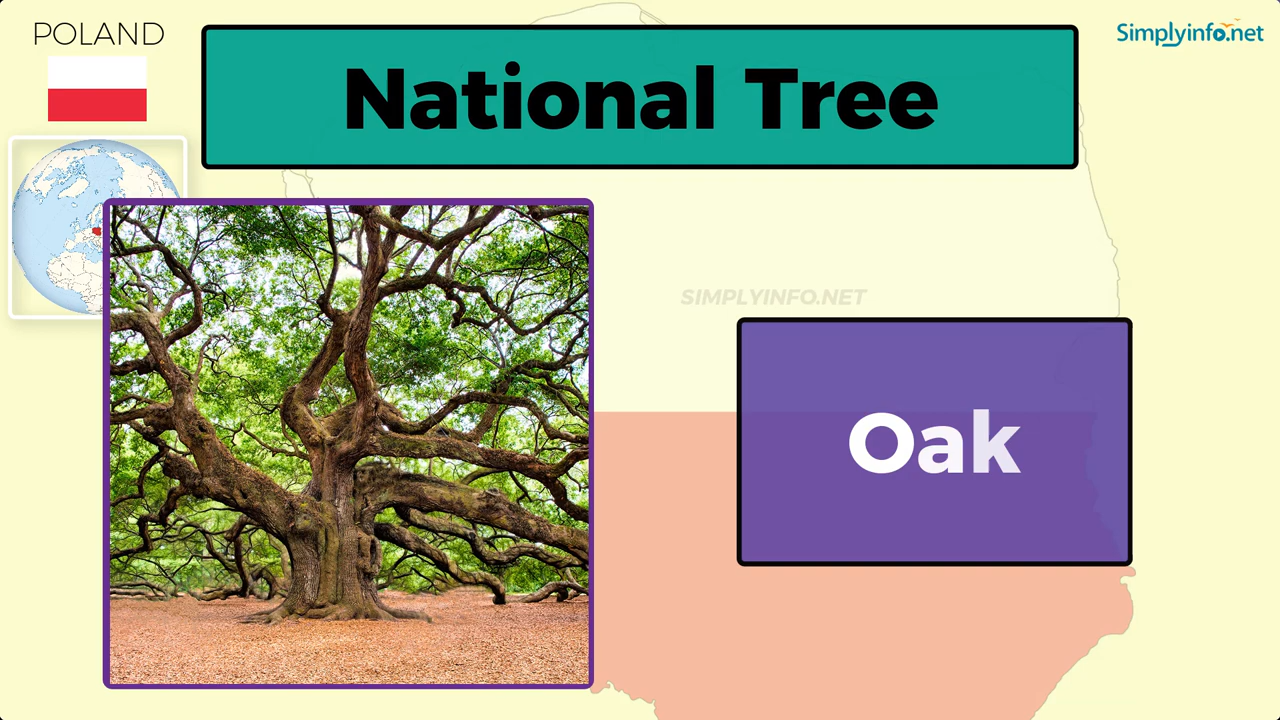 POLAND
Simplyinfo.net
National Tree
SIMPLYINFO.NET
Oak